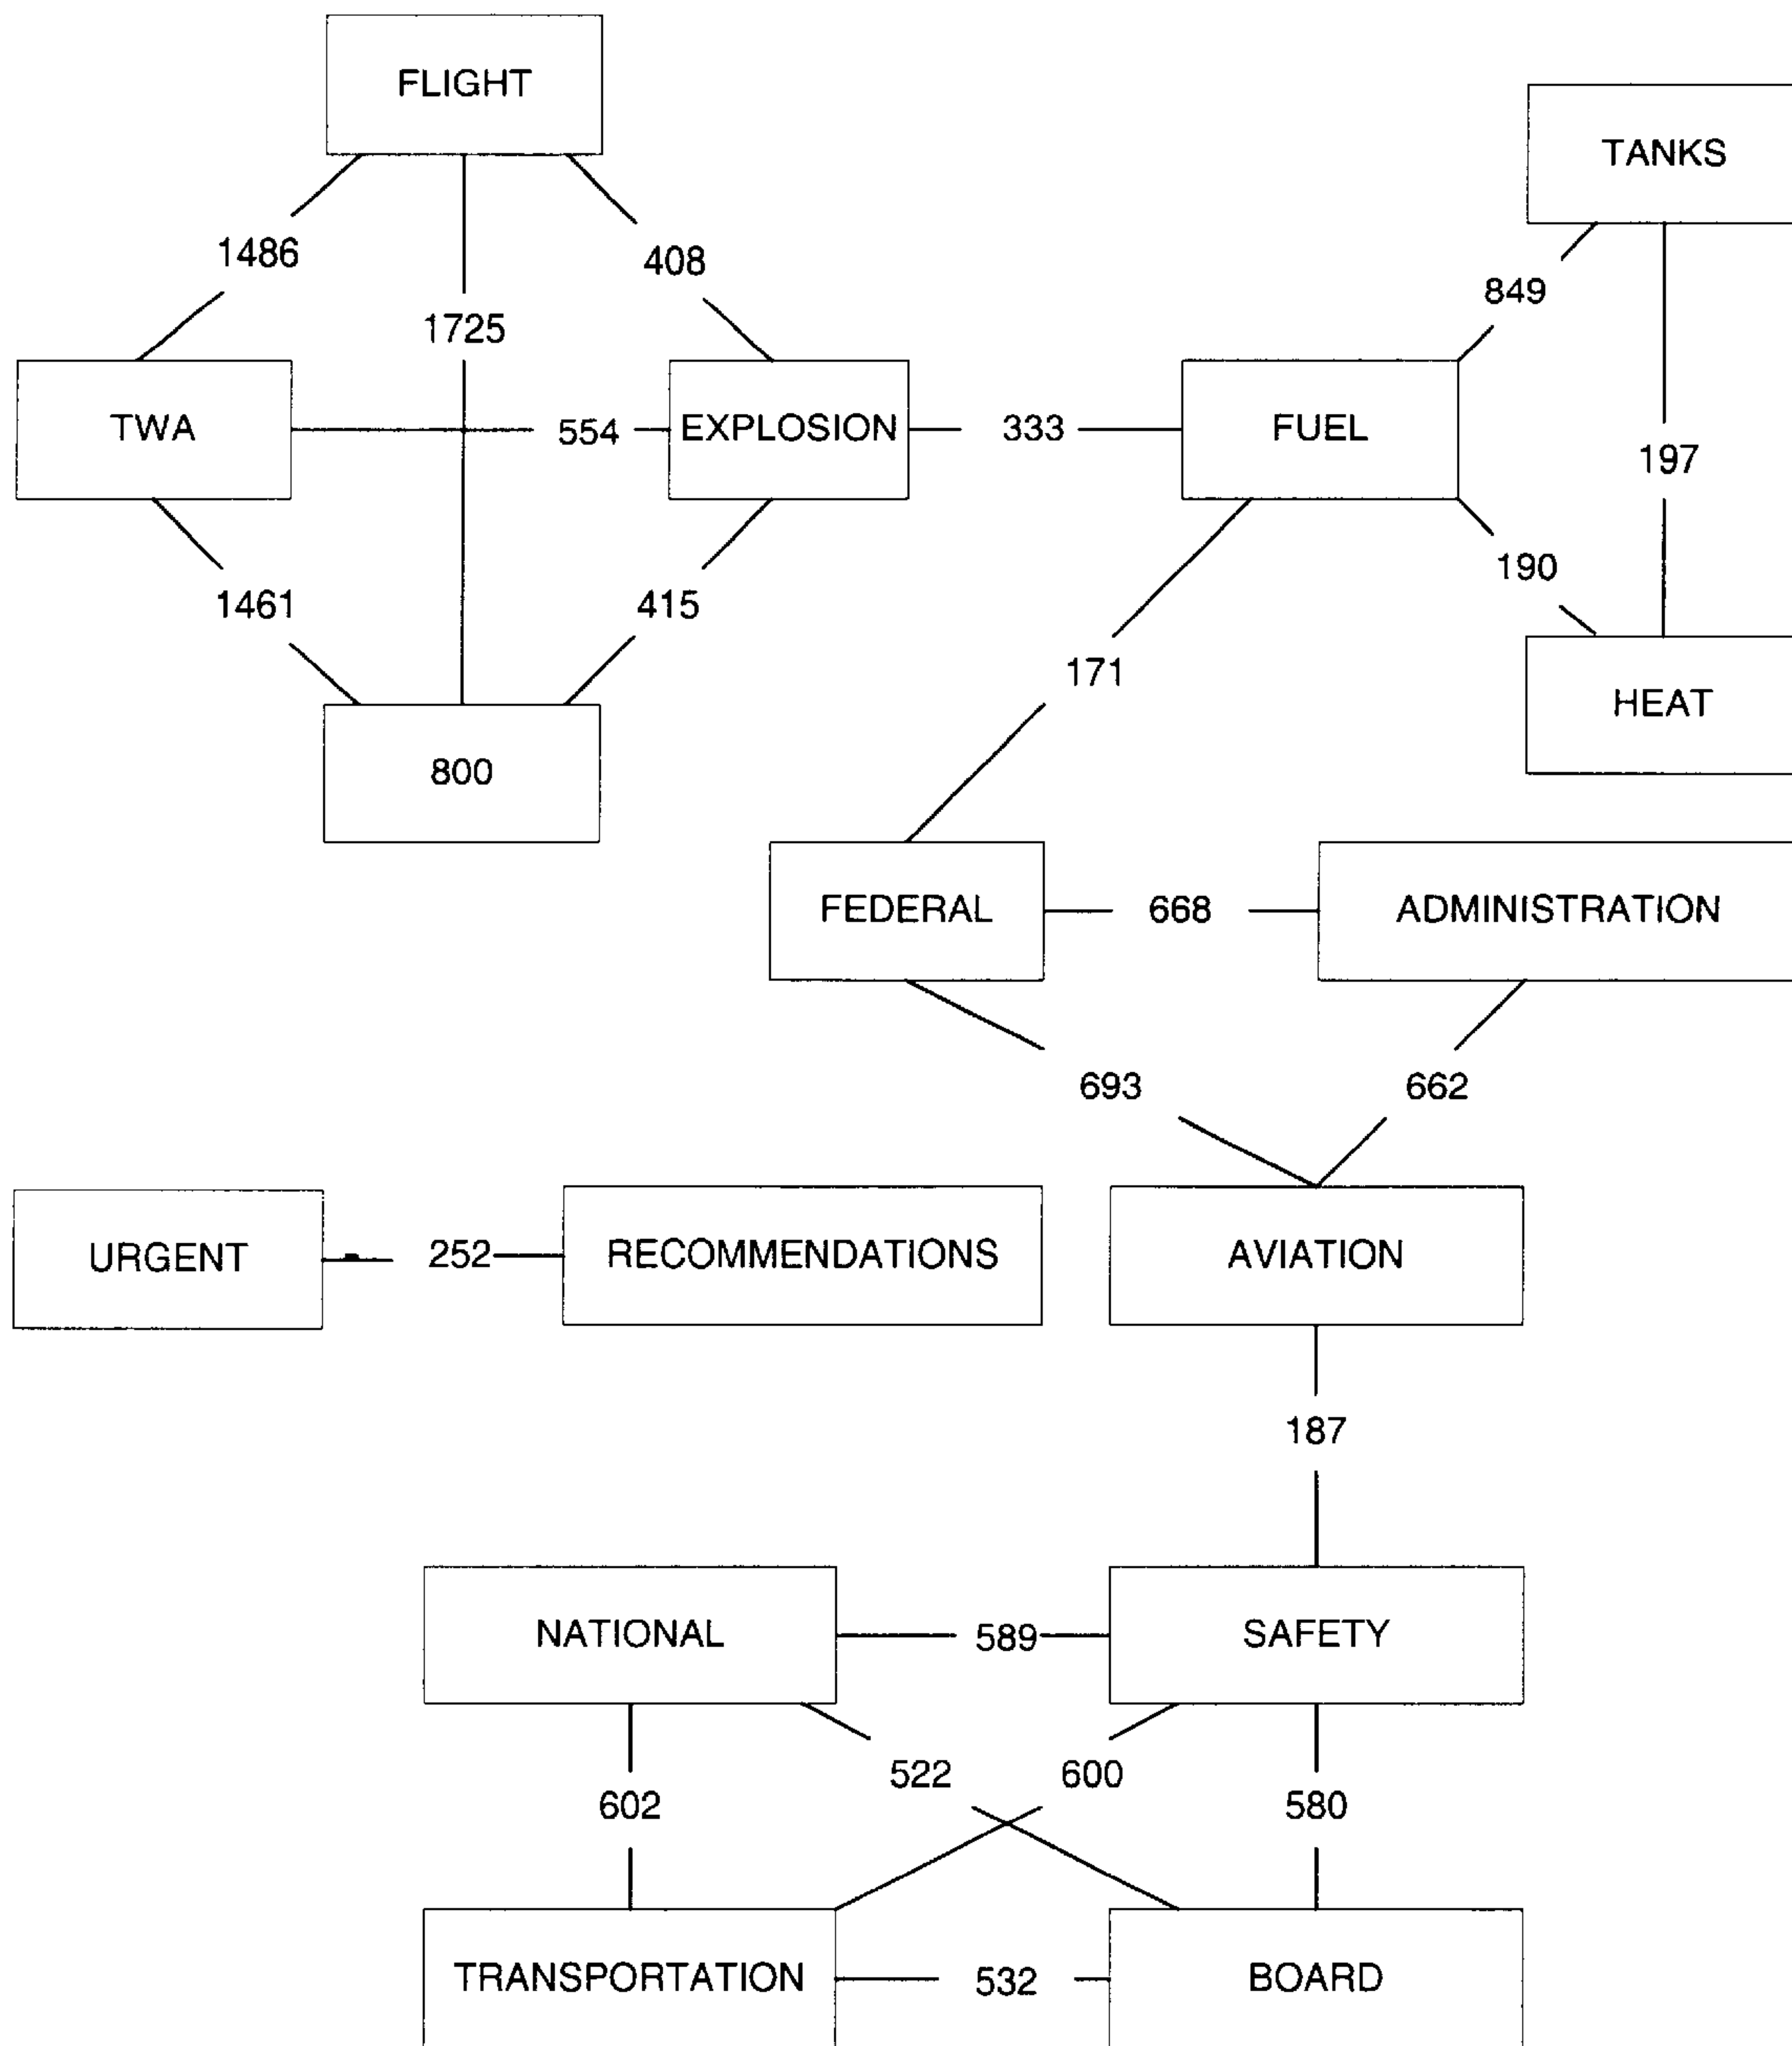 FLIGHT
TANKS
1486
408
849
1725
TWA
554
EXPLOSION
333
FUEL
197
190
1461
415
171
HEAT
800
FEDERAL
668
ADMINISTRATION
693
662
URGENT
252
RECOMMENDATIONS
AVIATION
187
NATIONAL
589
SAFETY
522
600
602
580
TRANSPORTATION
532
BOARD